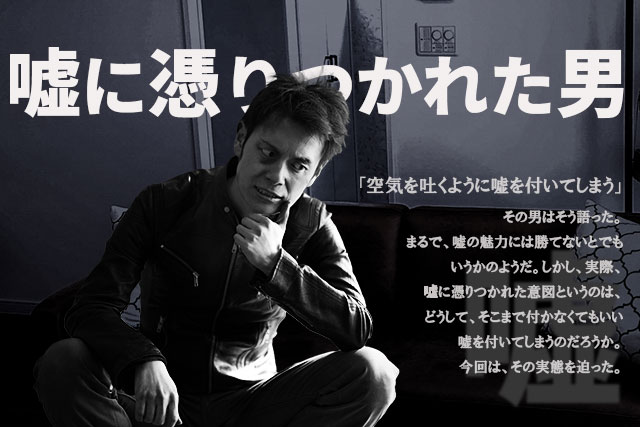 嘘に憑りつかれた男
「空気を吐くように嘘を付いてしまう」
その男はそう語った。
まるで、嘘の魅力には勝てないとでも
いうかのようだ。しかし、実際、
嘘に憑りつかれた意図というのは、
どうして、そこまで付かなくてもいい
嘘を付いてしまうのだろうか。
今回は、その実態を迫った。
嘘